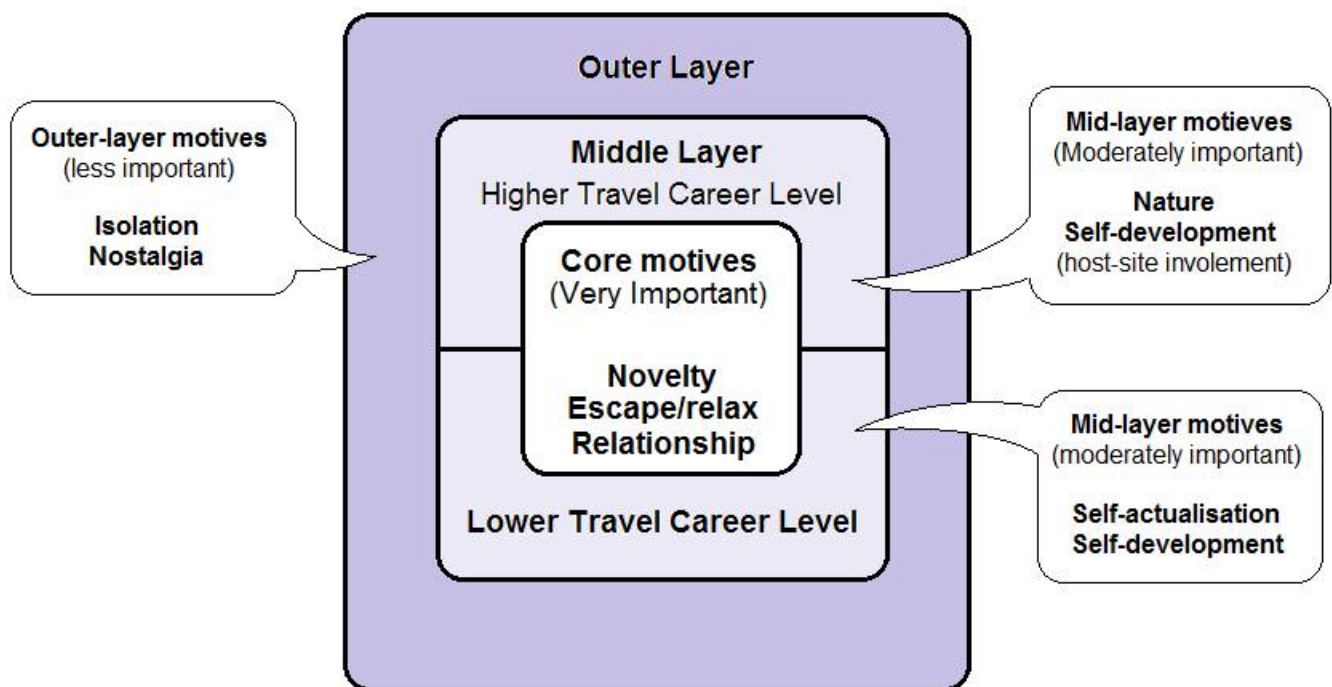 Outer Layer
Outer-layer motives
(less important)
Isolation
Nostalgia
Middle Layer
Higher Travel Career Level
Core motives
(Very Important)
Novelty
Escape/relax
Relationship
Lower Travel Career Level
Mid-layer motieves
(Moderately important)
Nature
Self-development
(host-site involement)
Mid-layer motives
(moderately important)
Self-actualisation
Self-development